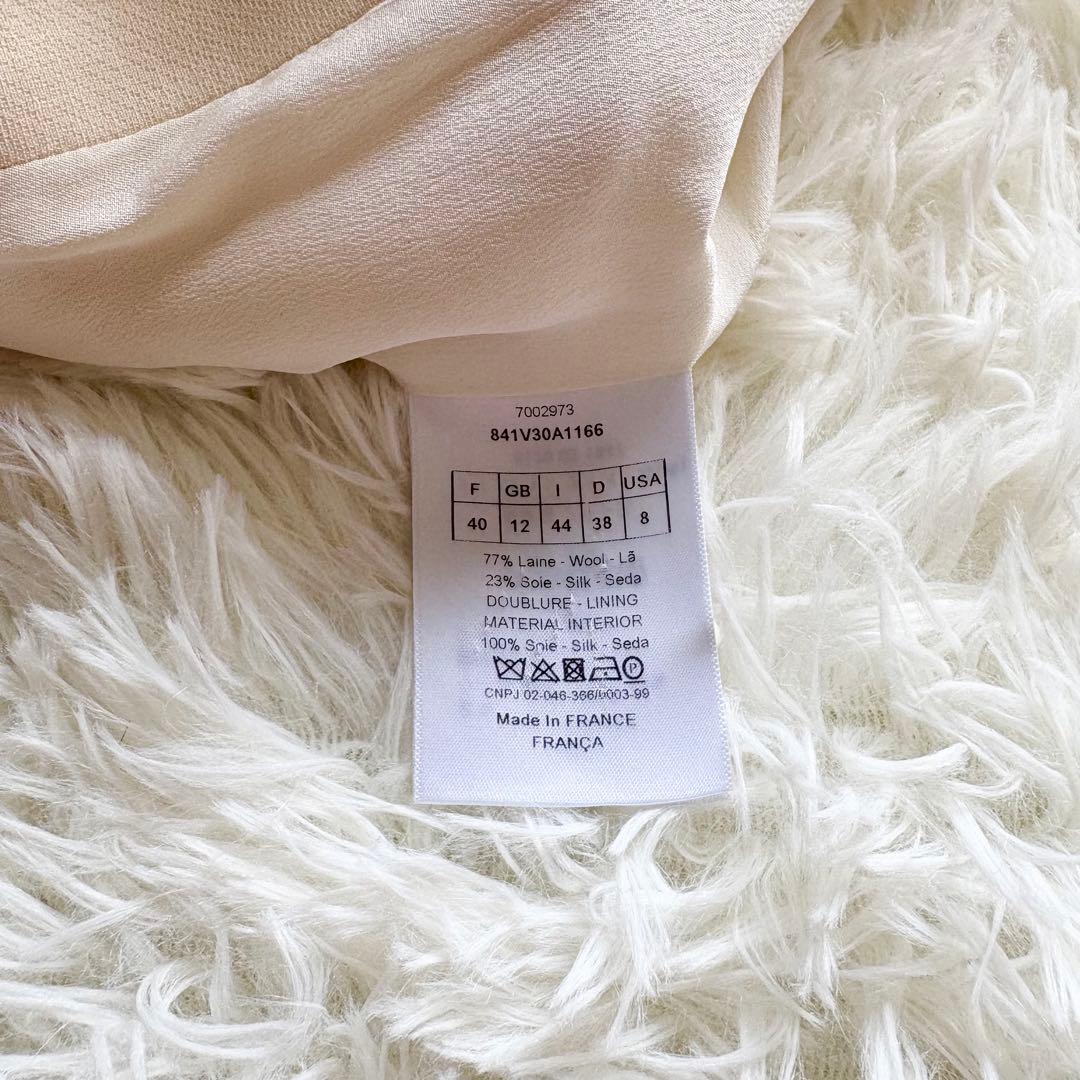 7002973
841V30A1166
F GB I D USA
40 12 44 38 8
77% Laine - Wool - Lã
23% Soie - Silk - Seda
DOUBLURE - LINING
MATERIAL INTERIOR
100% Soie - Silk - Seda
P
CNPJ 02-046-366/0003-99
Made In FRANCE
FRANÇA